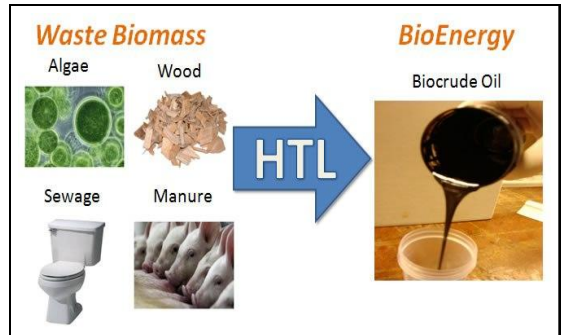 Waste Biomass
BioEnergy
Algae
Wood
Biocrude Oil
HTL
Sewage
Manure